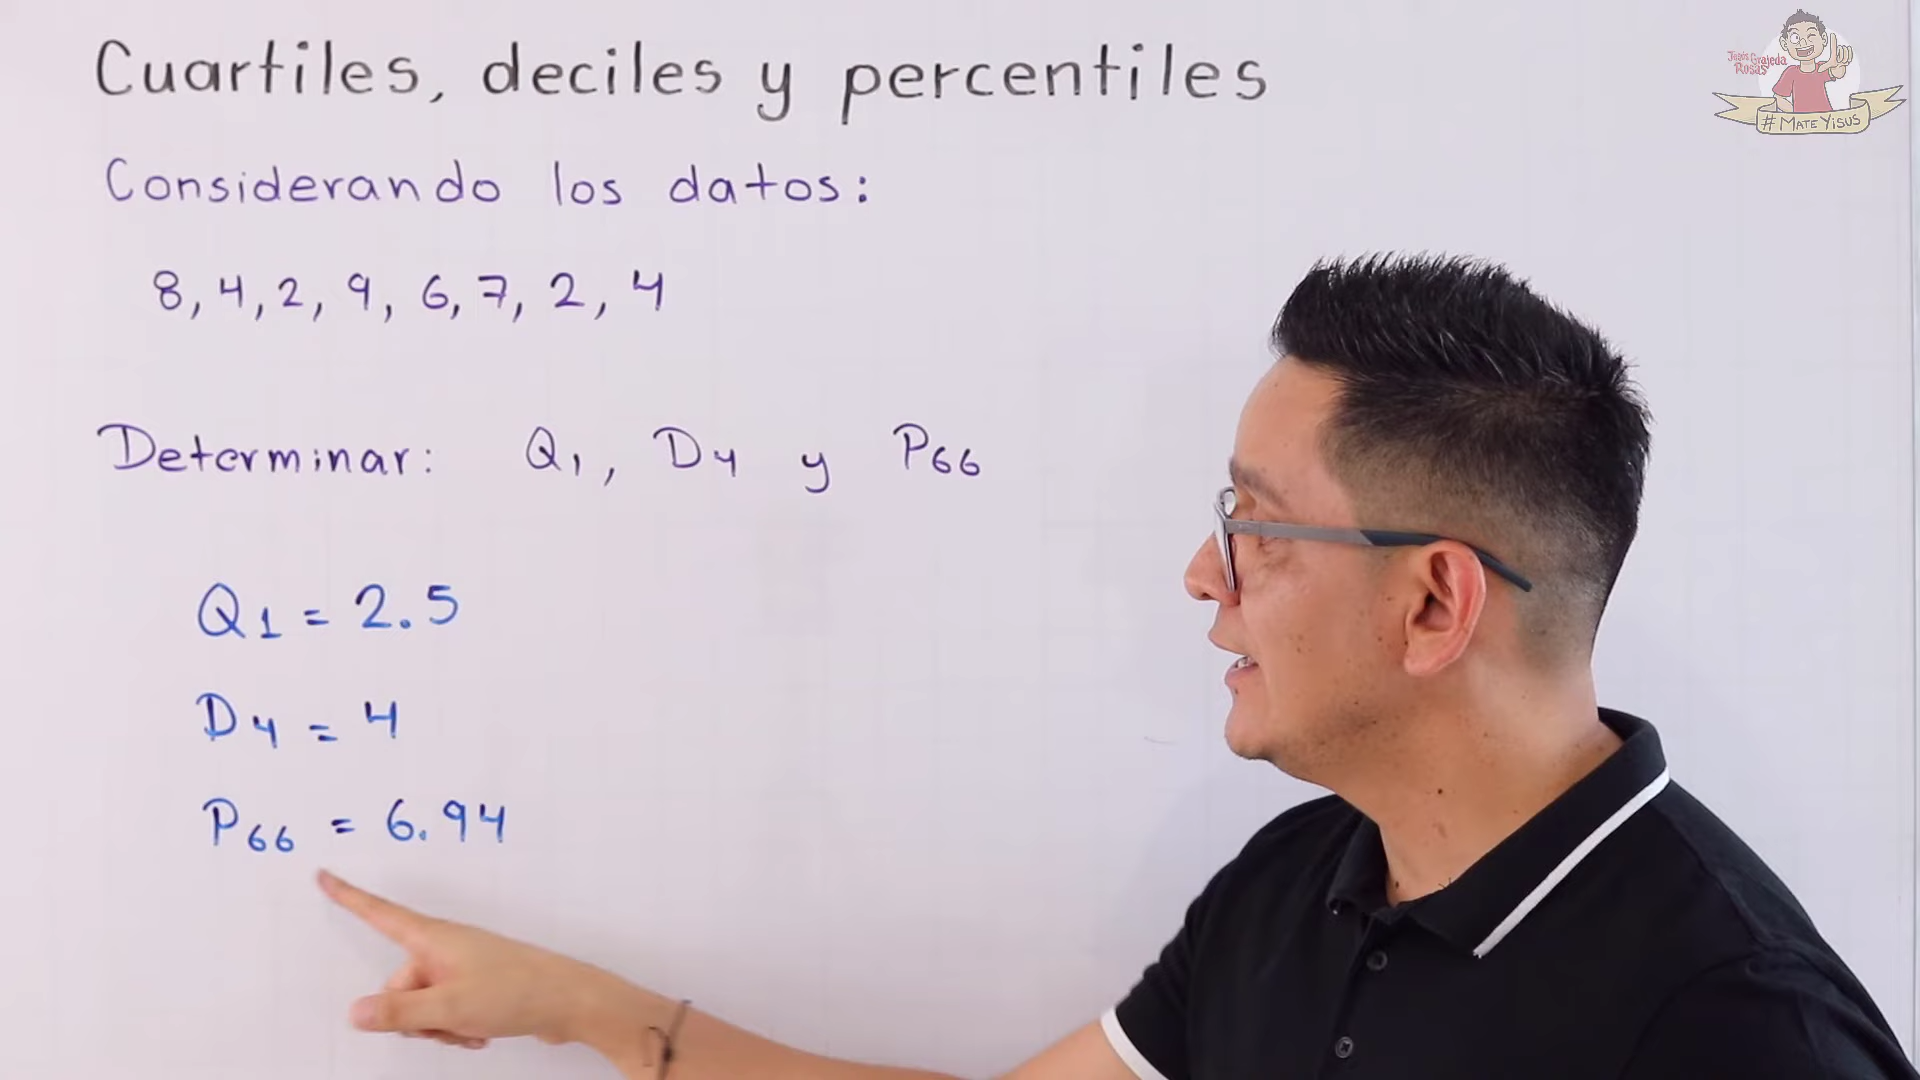 Cuartiles, deciles y percentiles
Considerando los datos:
8, 4, 2, 9, 6, 7, 2, 4
Determinar: Q1, D4 y P66
Q1 = 2.5
D4 = 4
P66 = 6.94
Jesús Grajeda
Rosas
#MateYisus